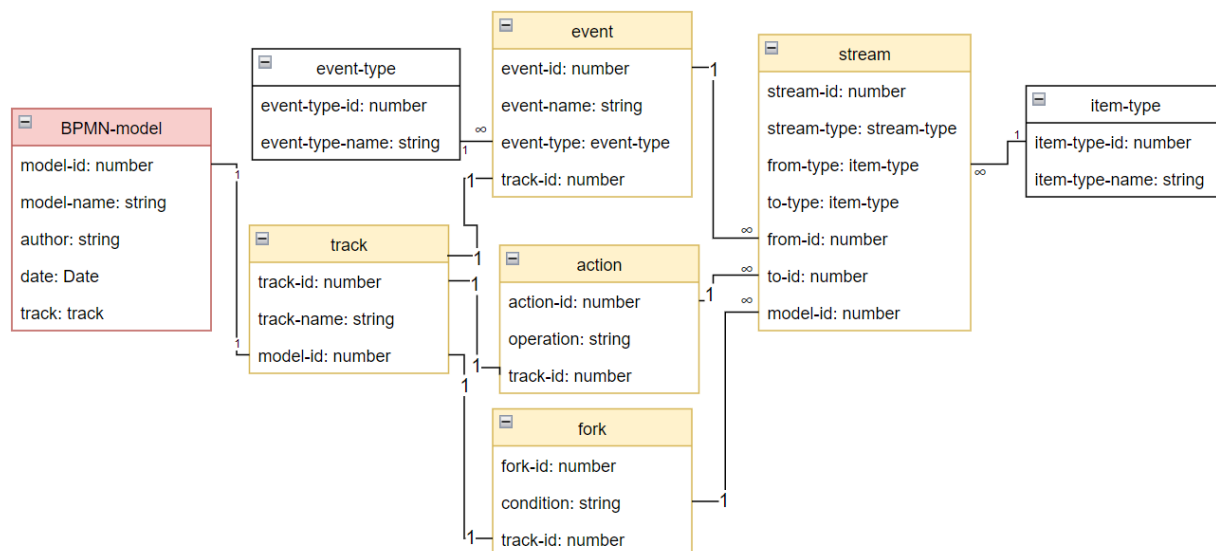 BPMN-model
model-id: number
model-name: string
author: string
date: Date
track: track
event-type
event-type-id: number
event-type-name: string
track
track-id: number
track-name: string
model-id: number
event
event-id: number
event-name: string
event-type: event-type
track-id: number
action
action-id: number
operation: string
track-id: number
fork
fork-id: number
condition: string
track-id: number
stream
stream-id: number
stream-type: stream-type
from-type: item-type
to-type: item-type
from-id: number
to-id: number
model-id: number
item-type
item-type-id: number
item-type-name: string
1
1
1
∞
1
1
1
1
1
1
1
∞
1
∞
1
∞
∞
1